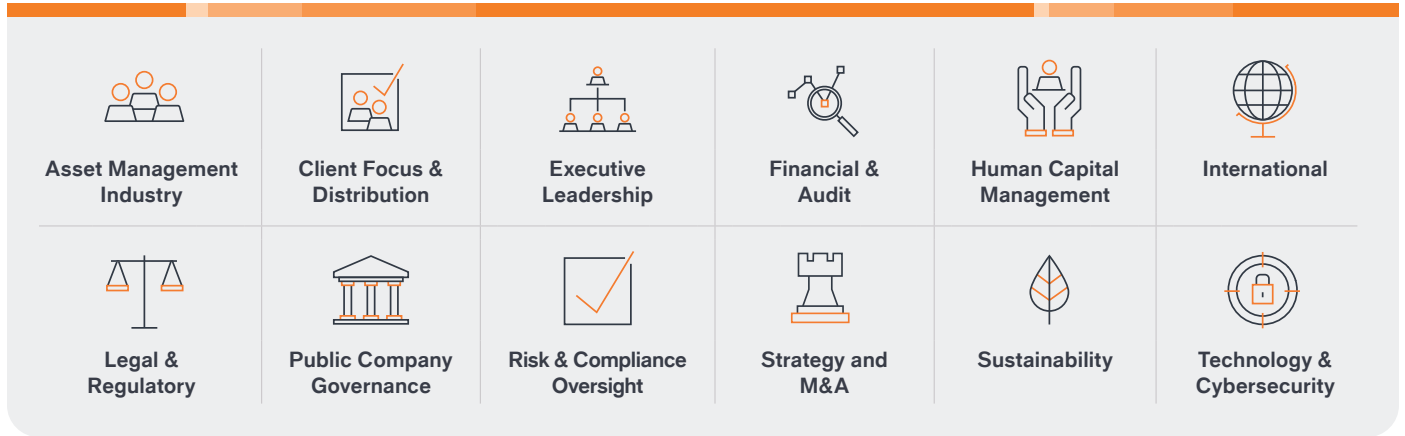 Asset Management
Industry
Client Focus &
Distribution
Executive
Leadership
Financial &
Audit
Human Capital
Management
International
Legal &
Regulatory
Public Company
Governance
Risk & Compliance
Oversight
Strategy and
M&A
Sustainability
Technology &
Cybersecurity